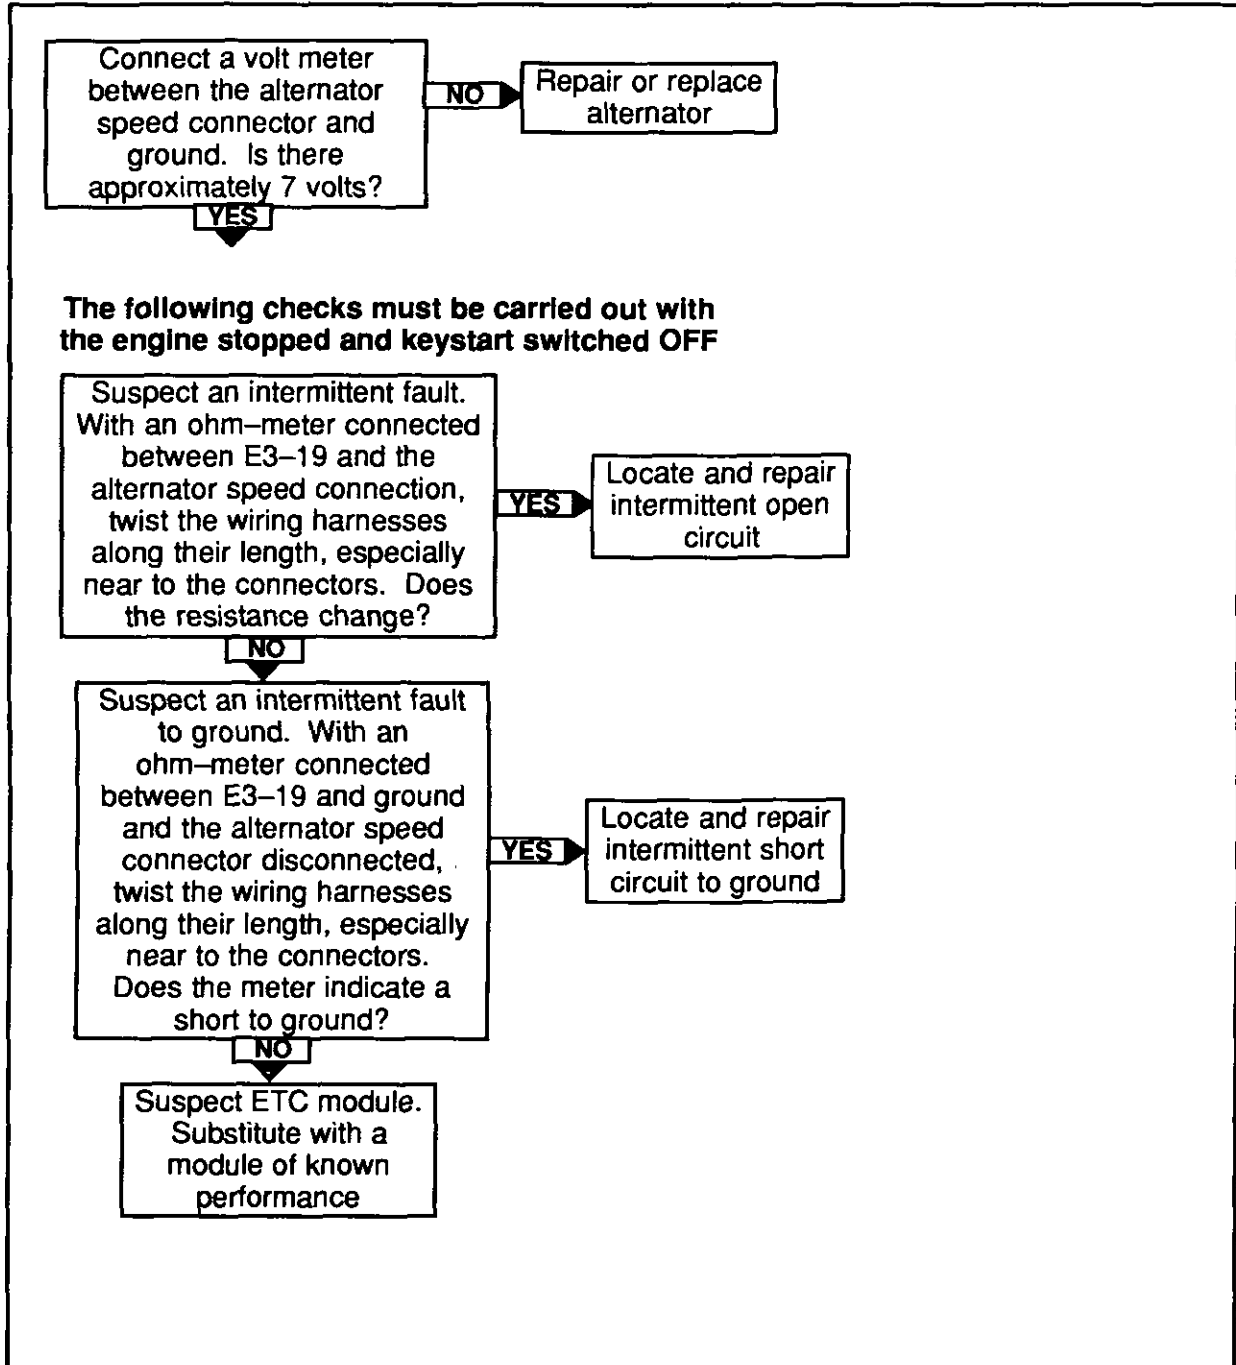 Connect a volt meter
between the alternator
speed connector and
ground. Is there
approximately 7 volts?
NO
Repair or replace
alternator
YES
The following checks must be carried out with
the engine stopped and keystart switched OFF
Suspect an intermittent fault.
With an ohm–meter connected
between E3–19 and the
alternator speed connection,
twist the wiring harnesses
along their length, especially
near to the connectors. Does
the resistance change?
YES
Locate and repair
intermittent open
circuit
NO
Suspect an intermittent fault
to ground. With an
ohm–meter connected
between E3–19 and ground
and the alternator speed
connector disconnected,
twist the wiring harnesses
along their length, especially
near to the connectors.
Does the meter indicate a
short to ground?
YES
Locate and repair
intermittent short
circuit to ground
NO
Suspect ETC module.
Substitute with a
module of known
performance